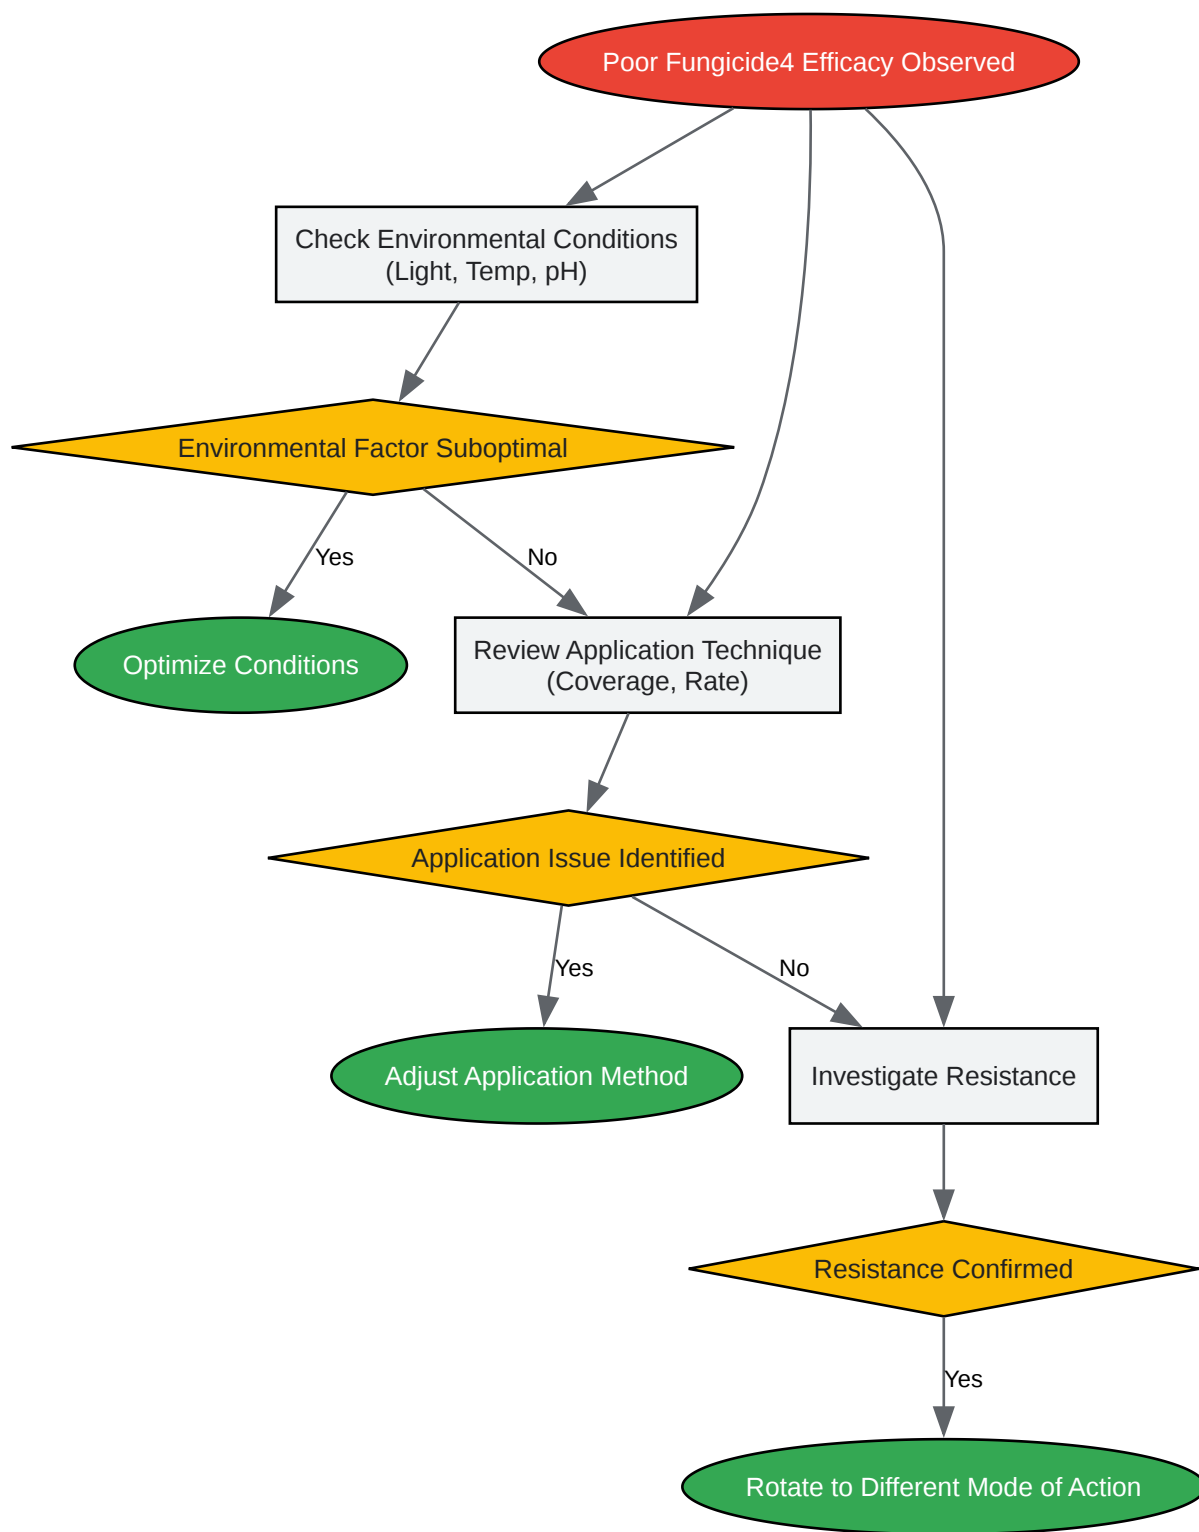 Poor Fungicide4 Efficacy Observed
Check Environmental Conditions
(Light, Temp, pH)
Environmental Factor Suboptimal
Yes
No
Optimize Conditions
Review Application Technique
(Coverage, Rate)
Application Issue Identified
Yes
No
Adjust Application Method
Investigate Resistance
Resistance Confirmed
Yes
Rotate to Different Mode of Action